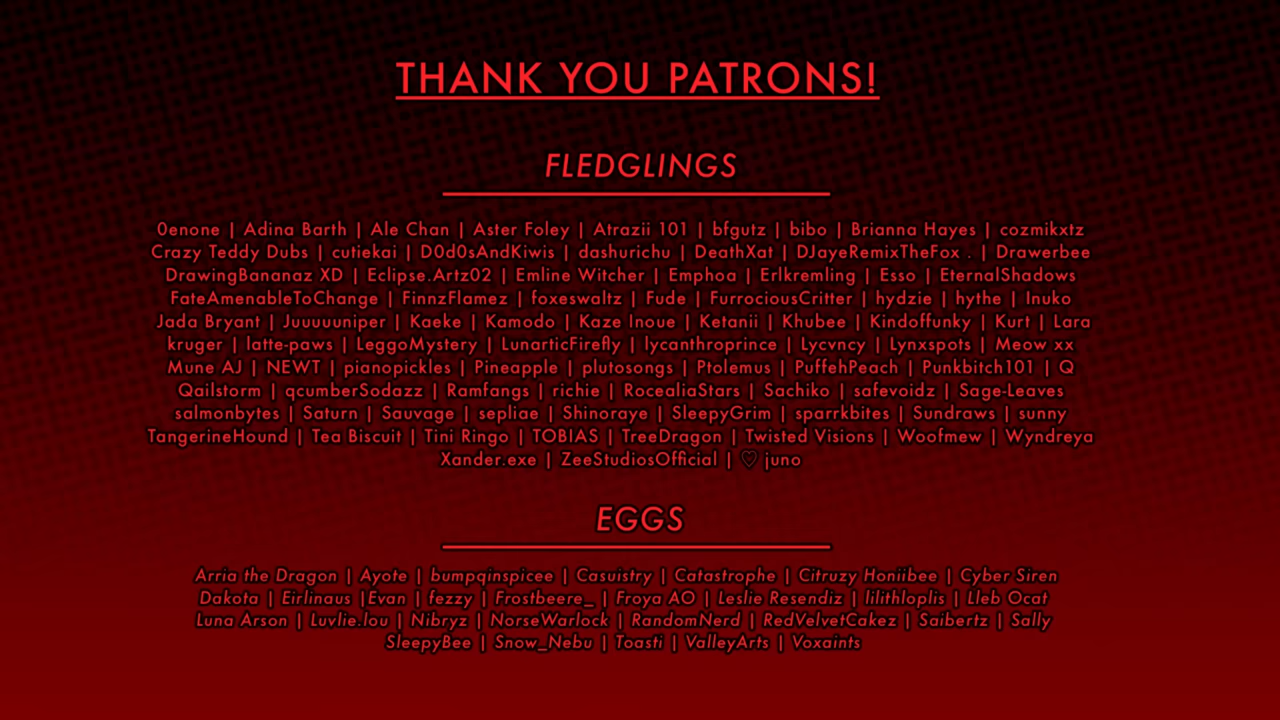 THANK YOU PATRONS!
FLEDGLINGS
0enone | Adina Barth | Ale Chan | Aster Foley | Atrazii 101 | bfgutz | bibo | Brianna Hayes | cozmikxtz
Crazy Teddy Dubs | cutiekai | D0d0sAndKiwis | dashurichu | DeathXat | DJayeRemixTheFox . | Drawerbee
DrawingBananaz XD | Eclipse.Artz02 | Emline Witcher | Emphoa | Erlkremling | Esso | EternalShadows
FateAmenableToChange | FinnzFlamez | foxeswaltz | Fude | FurrociousCritter | hydzie | hythe | Inuko
Jada Bryant | Juuuuuniper | Kaeke | Kamodo | Kaze Inoue | Ketanii | Khubee | Kindoffunky | Kurt | Lara
kruger | latte-paws | LeggoMystery | LunarticFirefly | lycanthroprince | Lycvncy | Lynxspots | Meow xx
Mune AJ | NEWT | pianopickles | Pineapple | plutosongs | Ptolemus | PuffehPeach | Punkbitch101 | Q
Qailstorm | qcumberSodazz | Ramfangs | richie | RocealiaStars | Sachiko | safevoidz | Sage-Leaves
salmonbytes | Saturn | Sauvage | sepliae | Shinoraye | SleepyGrim | sparrkbites | Sundraws | sunny
TangerineHound | Tea Biscuit | Tini Ringo | TOBIAS | TreeDragon | Twisted Visions | Woofmew | Wyndreya
Xander.exe | ZeeStudiosOfficial | ♡ juno
EGGS
Arria the Dragon | Ayote | bumpqinspicee | Casuistry | Catastrophe | Citruzy Honiibee | Cyber Siren
Dakota | Eirlinaus |Evan | fezzy | Frostbeere_ | Froya AO | Leslie Resendiz | lilithloplis | Lleb Ocat
Luna Arson | Luvlie.lou | Nibryz | NorseWarlock | RandomNerd | RedVelvetCakez | Saibertz | Sally
SleepyBee | Snow_Nebu | Toasti | ValleyArts | Voxaints